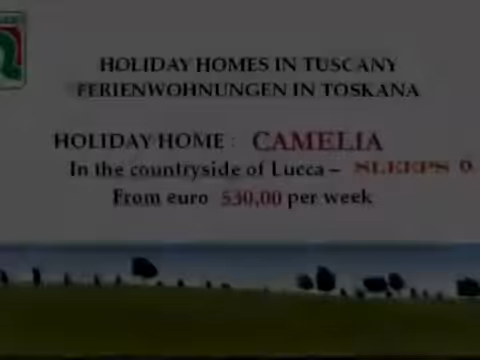 HOLIDAY HOMES IN TUSCANY
FERIENWOHNUNGEN IN TOSKANA
HOLIDAY HOME : CAMELIA
In the countryside of Lucca – SLEEPS
From euro 530,00 per week